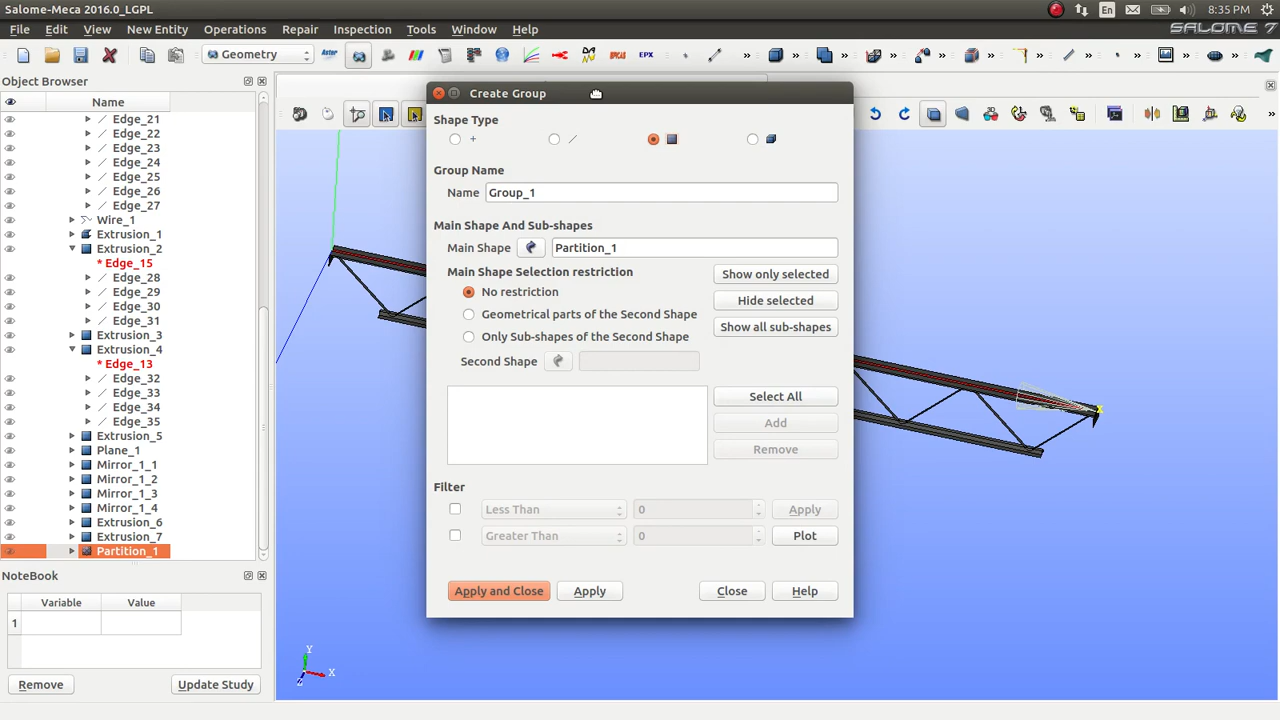 Salome-Meca 2016.0_LGPL
En
8:35 PM
File Edit View New Entity Operations Repair Inspection Tools Window Help
SALOME 7
Geometry
Aster
EFICAS
EPX
Object Browser
Name
Edge_21
Edge_22
Edge_23
Edge_24
Edge_25
Edge_26
Edge_27
Wire_1
Extrusion_1
Extrusion_2
* Edge_15
Edge_28
Edge_29
Edge_30
Edge_31
Extrusion_3
Extrusion_4
* Edge_13
Edge_32
Edge_33
Edge_34
Edge_35
Extrusion_5
Plane_1
Mirror_1_1
Mirror_1_2
Mirror_1_3
Mirror_1_4
Extrusion_6
Extrusion_7
Partition_1
NoteBook
Variable Value
1
Remove Update Study
Create Group
Shape Type
Group Name
Name Group_1
Main Shape And Sub-shapes
Main Shape Partition_1
Main Shape Selection restriction
Show only selected
No restriction
Hide selected
Geometrical parts of the Second Shape
Show all sub-shapes
Only Sub-shapes of the Second Shape
Second Shape
Select All
Add
Remove
Filter
Less Than 0 Apply
Greater Than 0 Plot
Apply and Close Apply Close Help
X
Y
X
Z